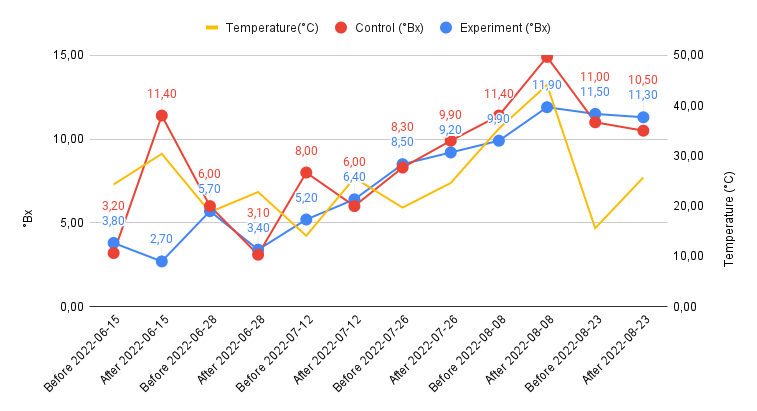 Temperature(°C) Control (°Bx) Experiment (°Bx)
15,00
10,00
5,00
0,00
°Bx
50,00
40,00
30,00
20,00
10,00
0,00
Temperature (°C)
3,20
11,40
6,00
3,10
8,00
6,00
8,30
9,90
11,40
11,00
10,50
3,80
2,70
5,70
3,40
5,20
6,40
8,50
9,20
9,90
11,90
11,50
11,30
Before 2022-06-15
After 2022-06-15
Before 2022-06-28
After 2022-06-28
Before 2022-07-12
After 2022-07-12
Before 2022-07-26
After 2022-07-26
Before 2022-08-08
After 2022-08-08
Before 2022-08-23
After 2022-08-23